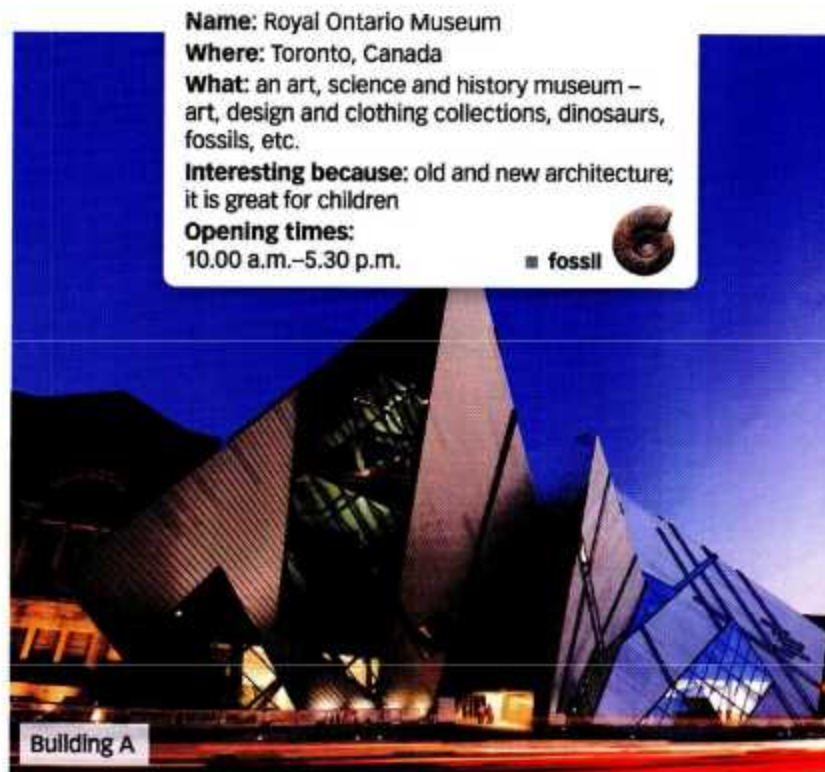 Name: Royal Ontario Museum
Where: Toronto, Canada
What: an art, science and history museum –
art, design and clothing collections, dinosaurs,
fossils, etc.
Interesting because: old and new architecture;
it is great for children
Opening times:
10.00 a.m.–5.30 p.m.
■ fossil
Building A